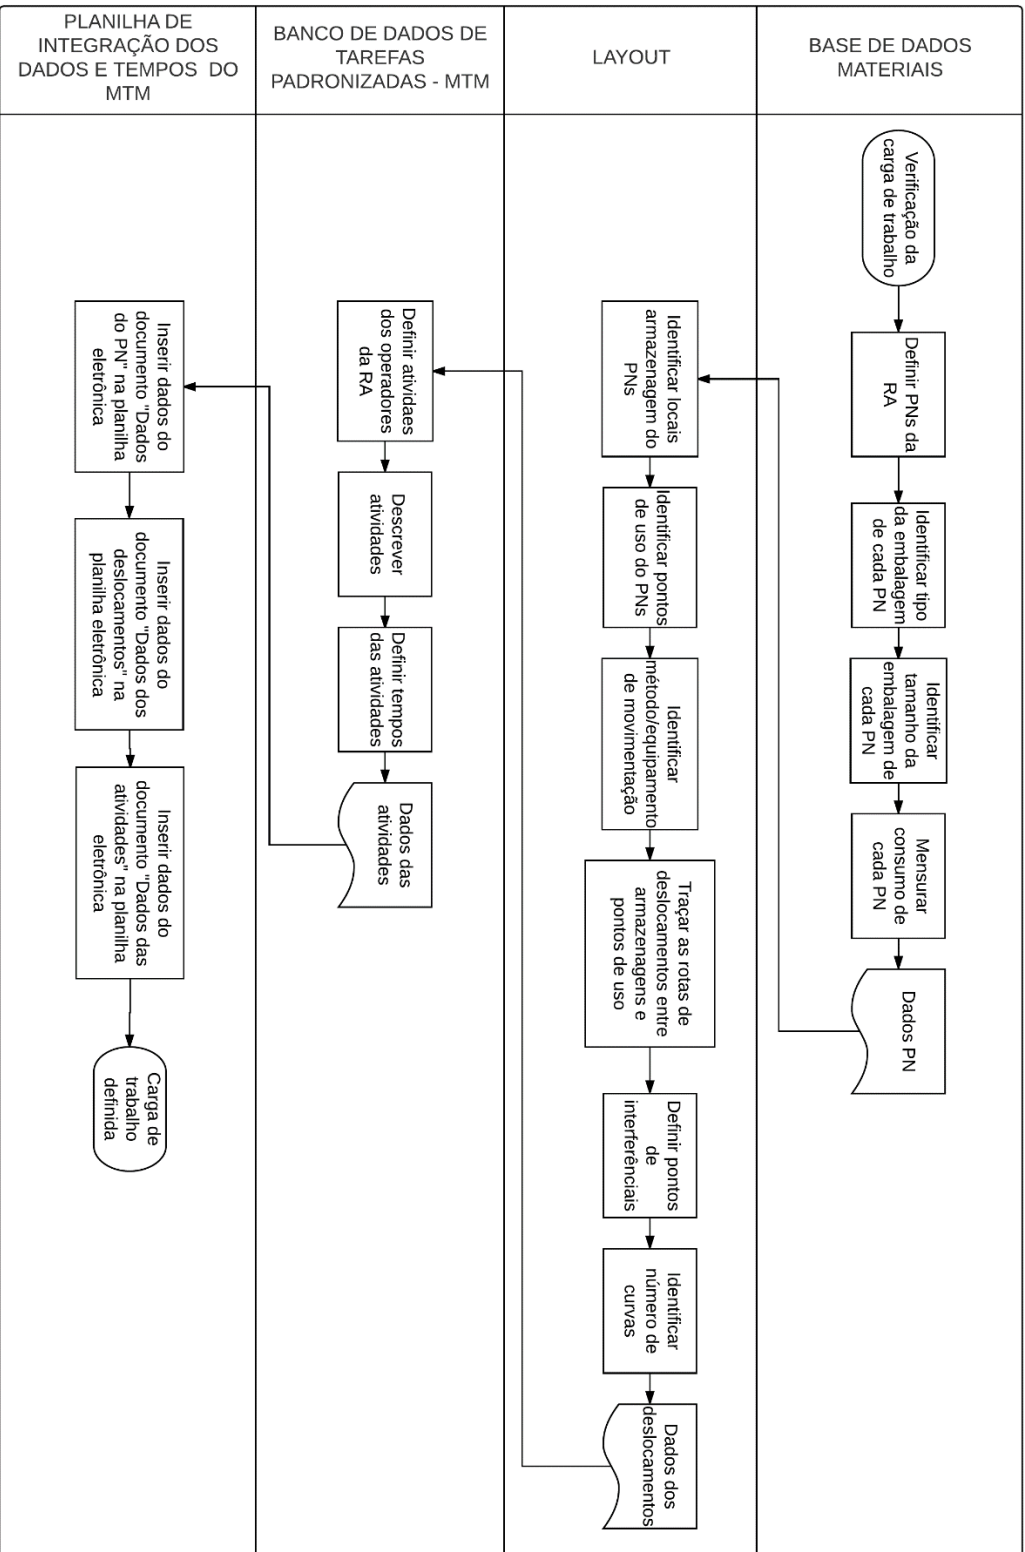 PLANILHA DE
INTEGRAÇÃO DOS
DADOS E TEMPOS DO
MTM
BANCO DE DADOS DE
TAREFAS
PADRONIZADAS - MTM
LAYOUT
BASE DE DADOS
MATERIAIS
Verificação da
carga de trabalho
Definir PNs da
RA
Identificar tipo
da embalagem
de cada PN
Identificar
tamanho da
embalagem de
cada PN
Mensurar
consumo de
cada PN
Dados PN
Identificar locais
armazenagem do
PNs
Identificar pontos
de uso do PNs
Identificar
método/equipamento
de movimentação
Traçar as rotas de
deslocamentos entre
armazenagens e
pontos de uso
Definir pontos
de
interferênciais
Identificar
número de
curvas
Dados dos
deslocamentos
Definir atividaes
dos operadores
da RA
Descrever
atividades
Definir tempos
das atividades
Dados das
atividades
Inserir dados do
documento "Dados
do PN" na planilha
eletrônica
Inserir dados do
documento "Dados dos
deslocamentos" na
planilha eletrônica
Inserir dados do
documento "Dados das
atividades" na planilha
eletrônica
Carga de
trabalho
definida